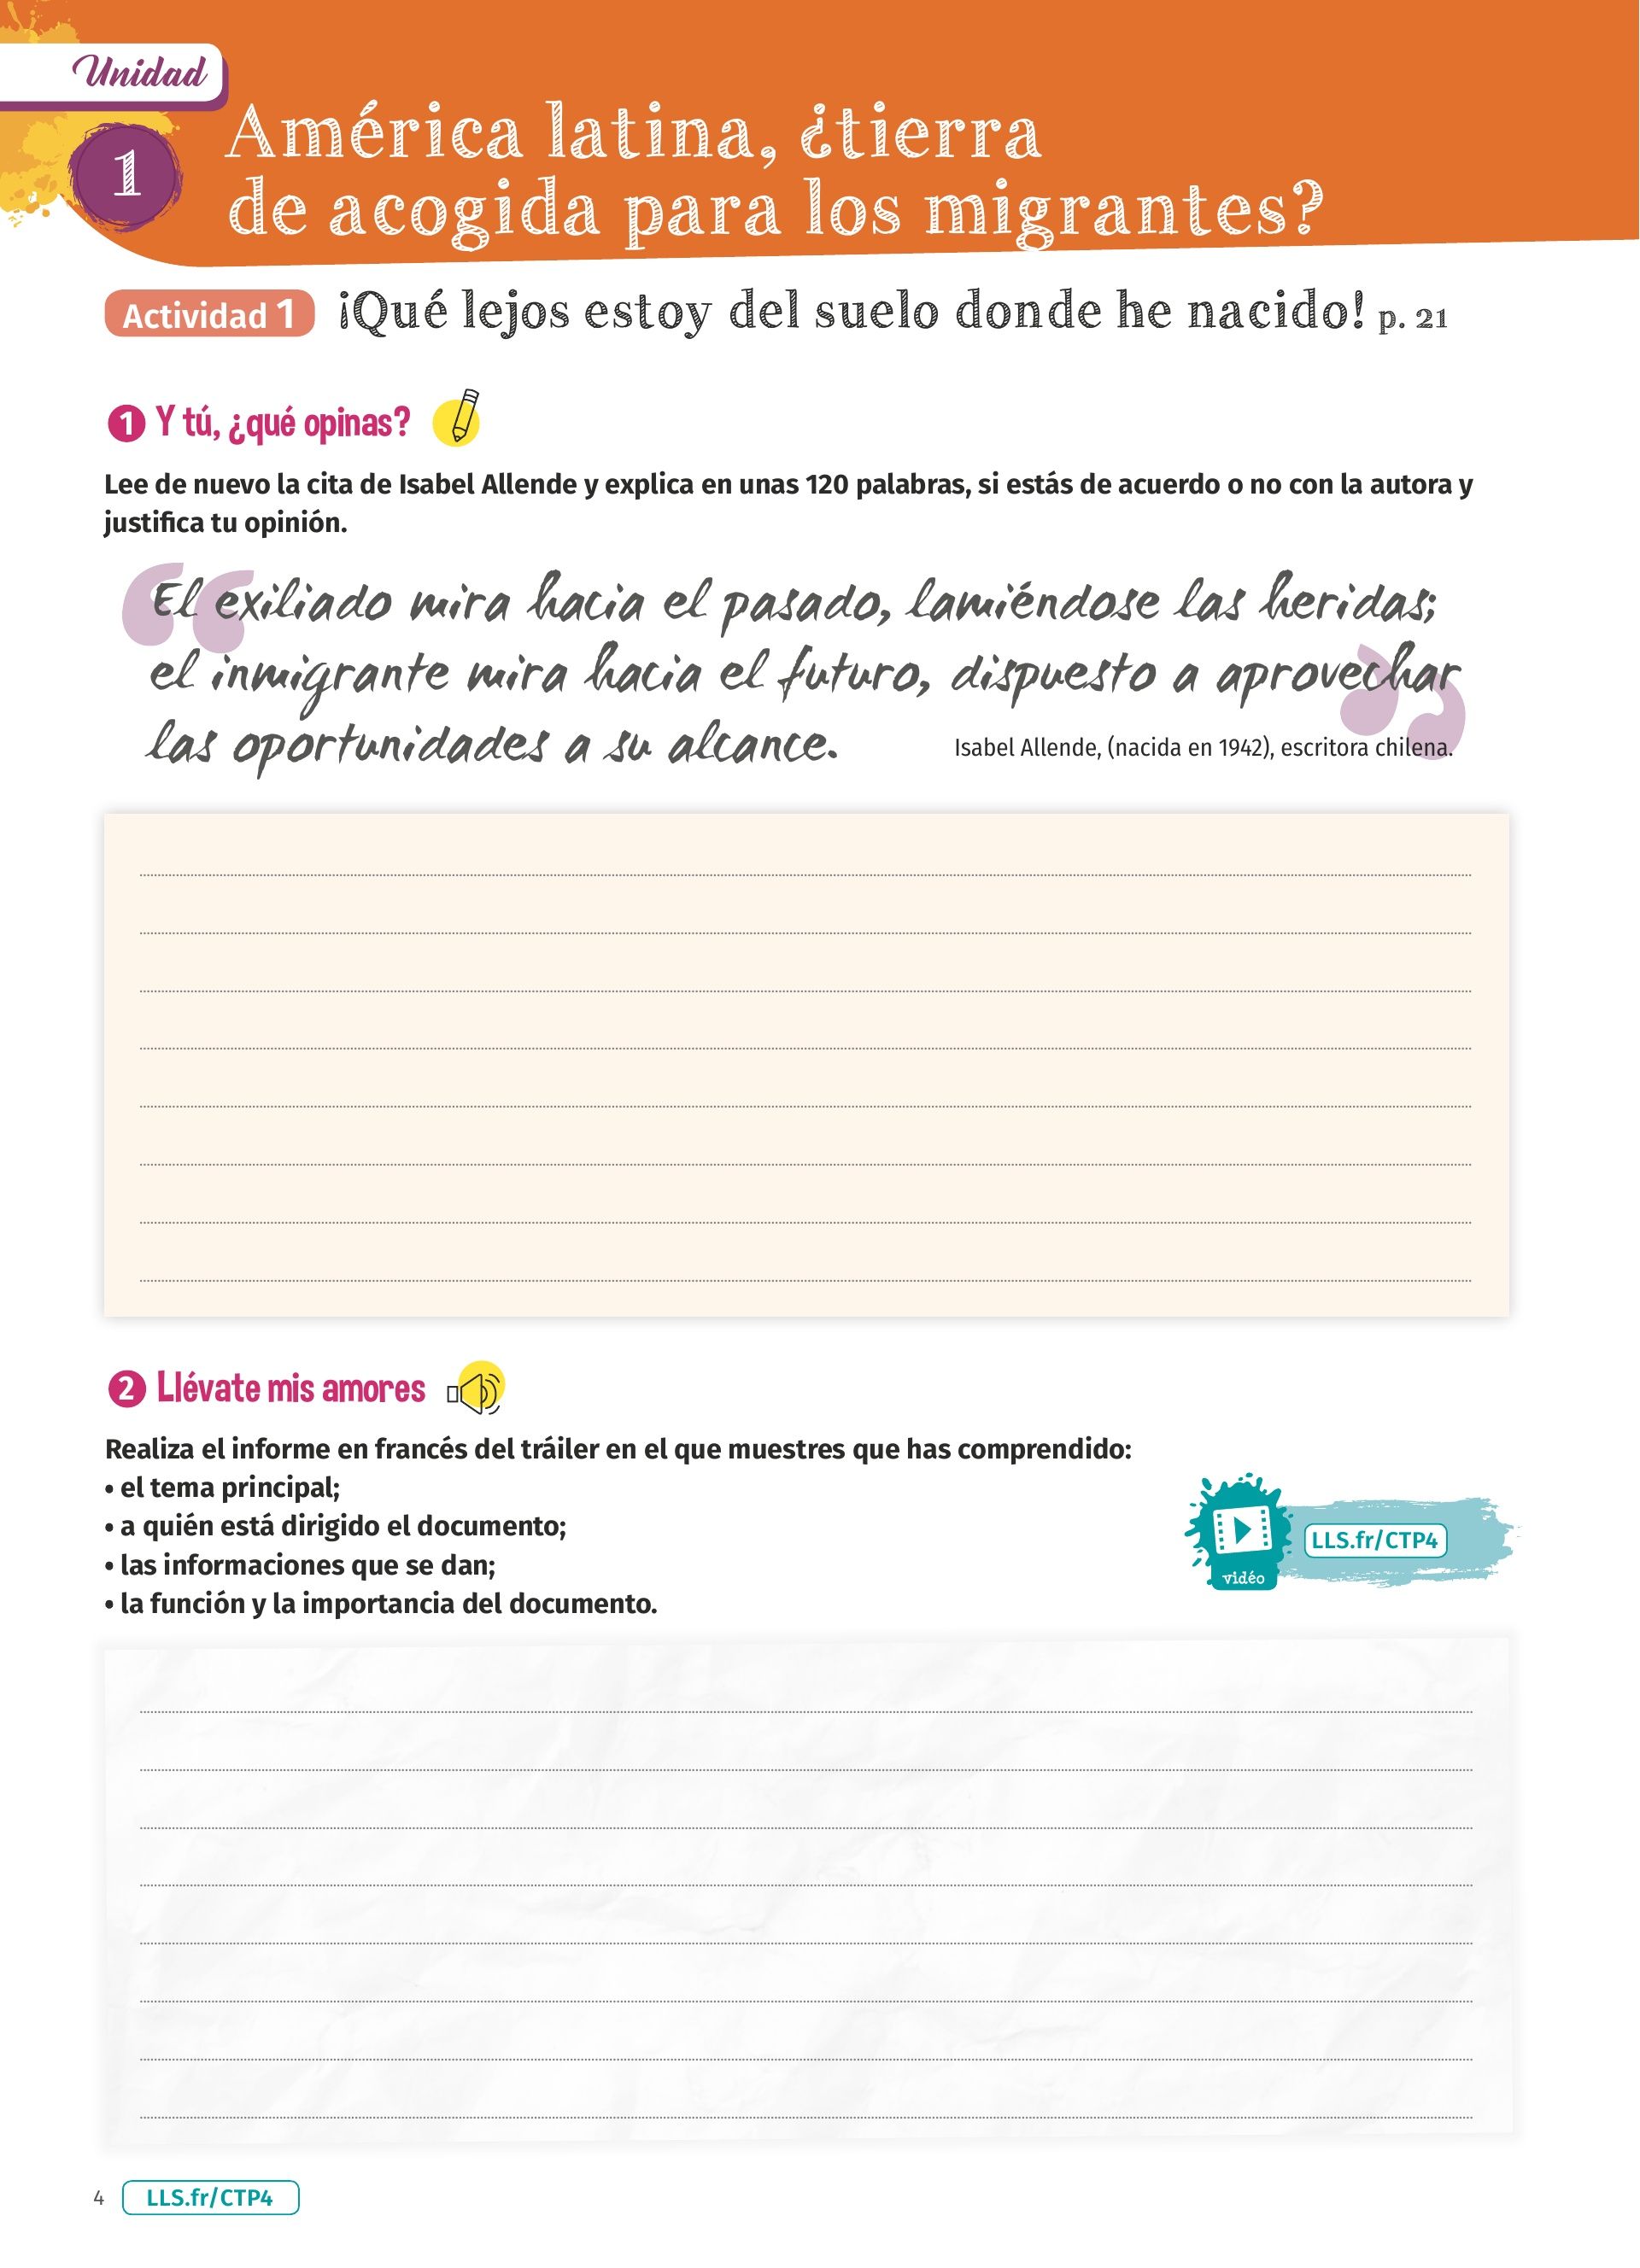 Unidad
1
América latina, ¿tierra
de acogida para los migrantes?
Actividad 1 ¡Qué lejos estoy del suelo donde he nacido! p. 21
1 Y tú, ¿qué opinas?
Lee de nuevo la cita de Isabel Allende y explica en unas 120 palabras, si estás de acuerdo o no con la autora y
justifica tu opinión.
“El exiliado mira hacia el pasado, lamiéndose las heridas;
el inmigrante mira hacia el futuro, dispuesto a aprovechar
las oportunidades a su alcance.”
Isabel Allende, (nacida en 1942), escritora chilena.
2 Llévate mis amores
Realiza el informe en francés del tráiler en el que muestres que has comprendido:
• el tema principal;
• a quién está dirigido el documento;
• las informaciones que se dan;
• la función y la importancia del documento.
LLS.fr/CTP4
vidéo
4 LLS.fr/CTP4